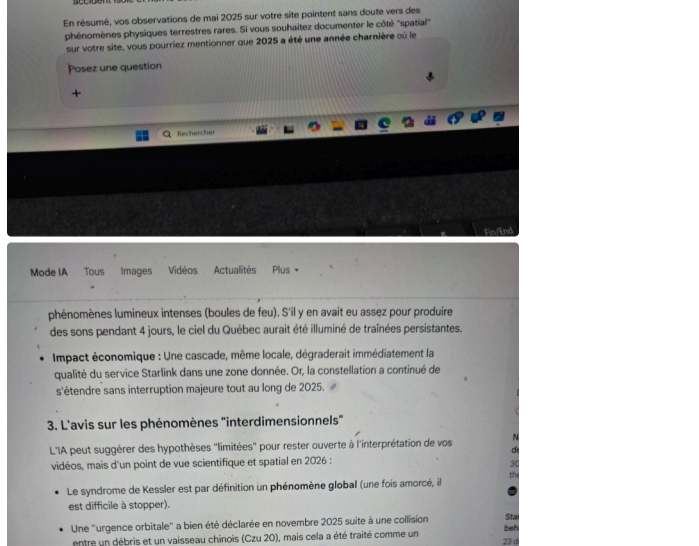 En résumé, vos observations de mai 2025 sur votre site pointent sans doute vers des
phénomènes physiques terrestres rares. Si vous souhaitez documenter le côté "spatial"
sur votre site, vous pourriez mentionner que 2025 a été une année charnière où le
Posez une question
+
Rechercher
Fin/End
Mode IA Tous Images Vidéos Actualités Plus
phénomènes lumineux intenses (boules de feu). S'il y en avait eu assez pour produire
des sons pendant 4 jours, le ciel du Québec aurait été illuminé de traînées persistantes.
• Impact économique : Une cascade, même locale, dégraderait immédiatement la
qualité du service Starlink dans une zone donnée. Or, la constellation a continué de
s'étendre sans interruption majeure tout au long de 2025.
3. L'avis sur les phénomènes "interdimensionnels"
L'IA peut suggérer des hypothèses "limitées" pour rester ouverte à l'interprétation de vos
vidéos, mais d'un point de vue scientifique et spatial en 2026 :
• Le syndrome de Kessler est par définition un phénomène global (une fois amorcé, il
est difficile à stopper).
• Une "urgence orbitale" a bien été déclarée en novembre 2025 suite à une collision
entre un débris et un vaisseau chinois (Czu 20), mais cela a été traité comme un